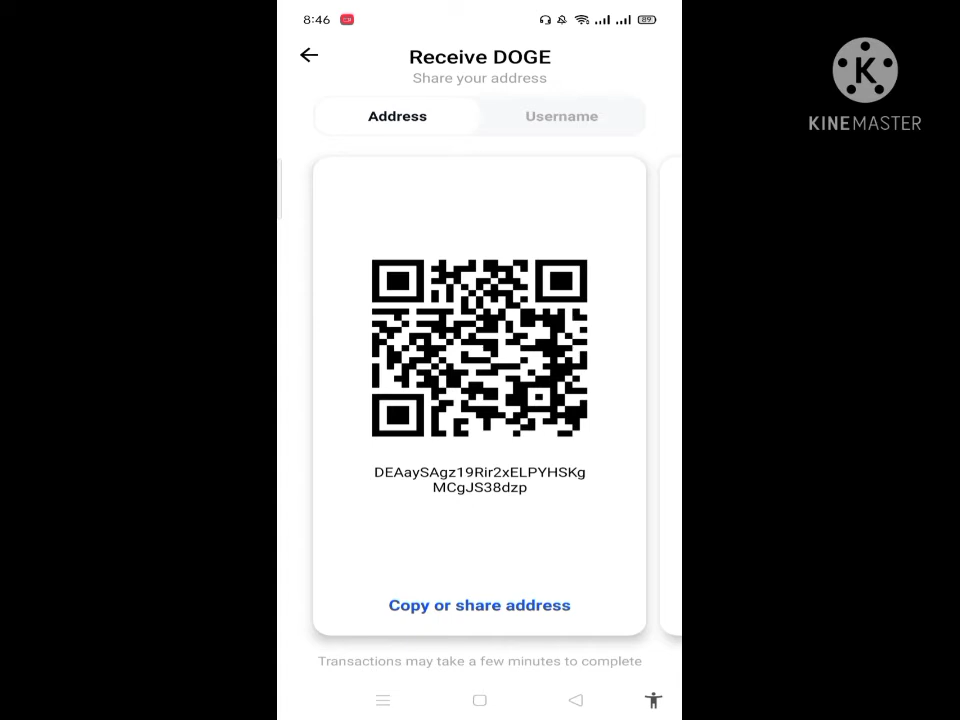 8:46
89
Receive DOGE
Share your address
Address
Username
K
KINEMASTER
DEAaySAgz19Rir2xELPYHSKg
MCgJS38dzp
Copy or share address
Transactions may take a few minutes to complete